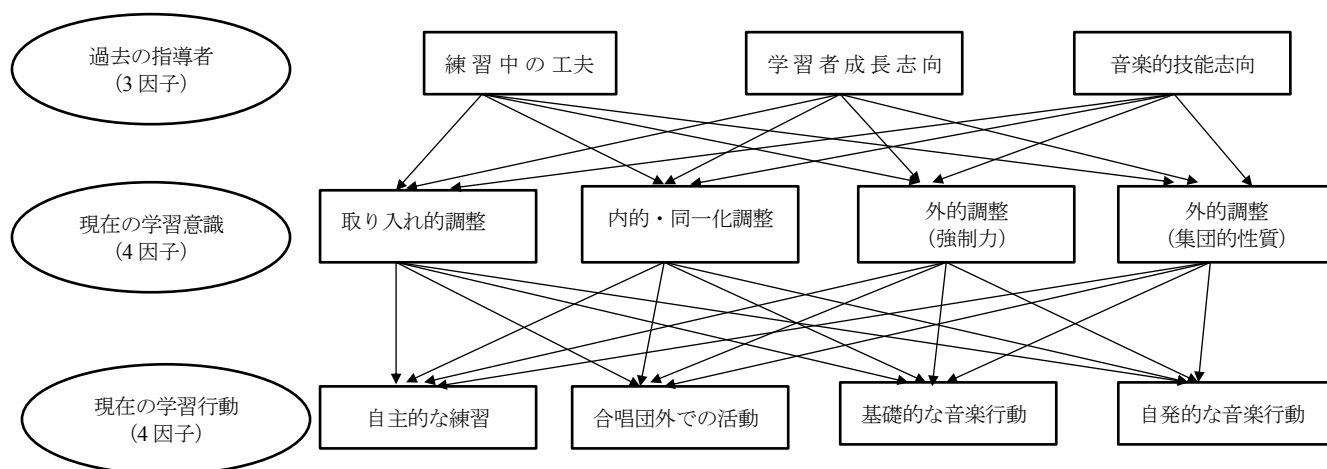 過去の指導者
（3 因子）
練習中の工夫
学習者成長志向
音楽的技能志向
現在の学習意識
（4 因子）
取り入れ的調整
内的・同一化調整
外的調整
（強制力）
外的調整
（集団的性質）
現在の学習行動
（4 因子）
自主的な練習
合唱団外での活動
基礎的な音楽行動
自発的な音楽行動